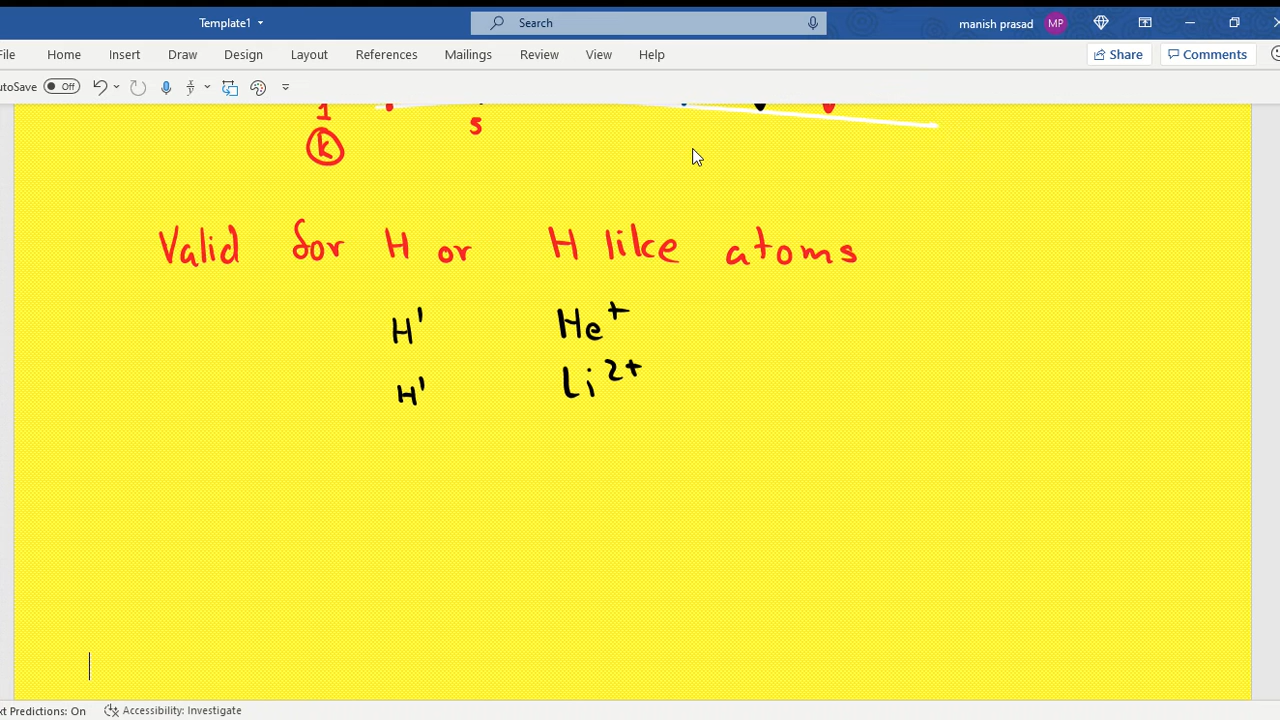 Template1 Search manish prasad MP
File Home Insert Draw Design Layout References Mailings Review View Help Share Comments
AutoSave Off
1
s
k
Valid for H or H like atoms
H' He+
H' Li2+
xt Predictions: On Accessibility: Investigate